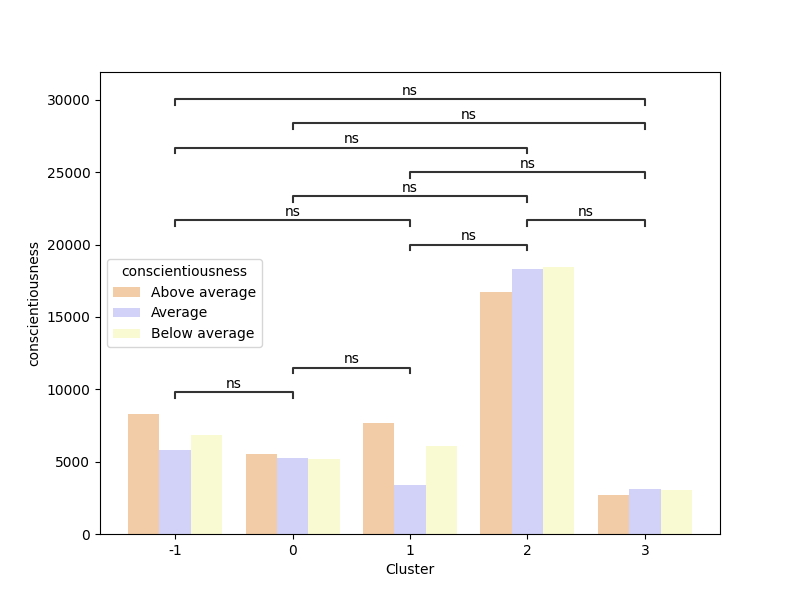 30000
25000
20000
15000
10000
5000
0
conscientiousness
ns
ns
ns
ns
ns
ns
ns
ns
ns
ns
conscientiousness
Above average
Average
Below average
-1 0 1 2 3
Cluster